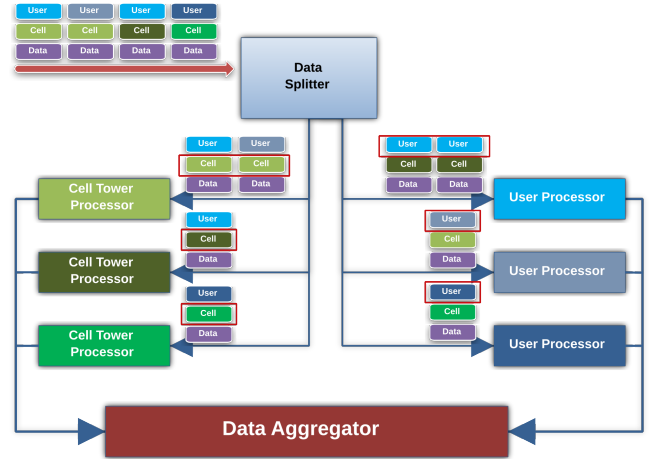 User User User User
Cell Cell Cell Cell
Data Data Data Data
Data
Splitter
User User
Cell Cell
Data Data
User User
Cell Cell
Data Data
Cell Tower
Processor
User Processor
User
Cell
Data
User
Cell
Data
Cell Tower
Processor
User Processor
User
Cell
Data
User
Cell
Data
Cell Tower
Processor
User Processor
Data Aggregator